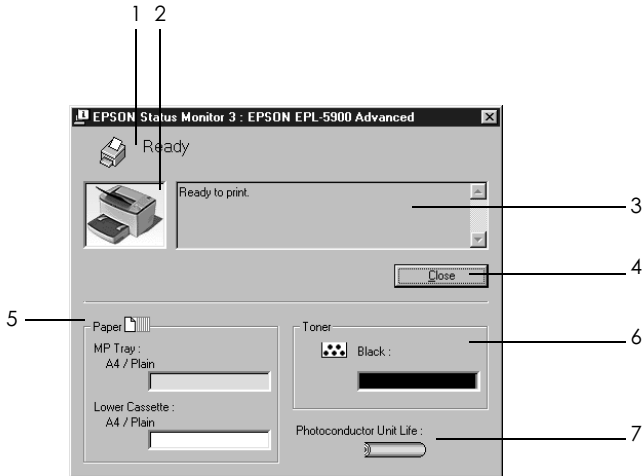 1 2
EPSON Status Monitor 3 : EPSON EPL-5900 Advanced
Ready
Ready to print.
3
Close
4
5
Paper
MP Tray :
A4 / Plain
Lower Cassette :
A4 / Plain
Toner
Black :
6
Photoconductor Unit Life :
7